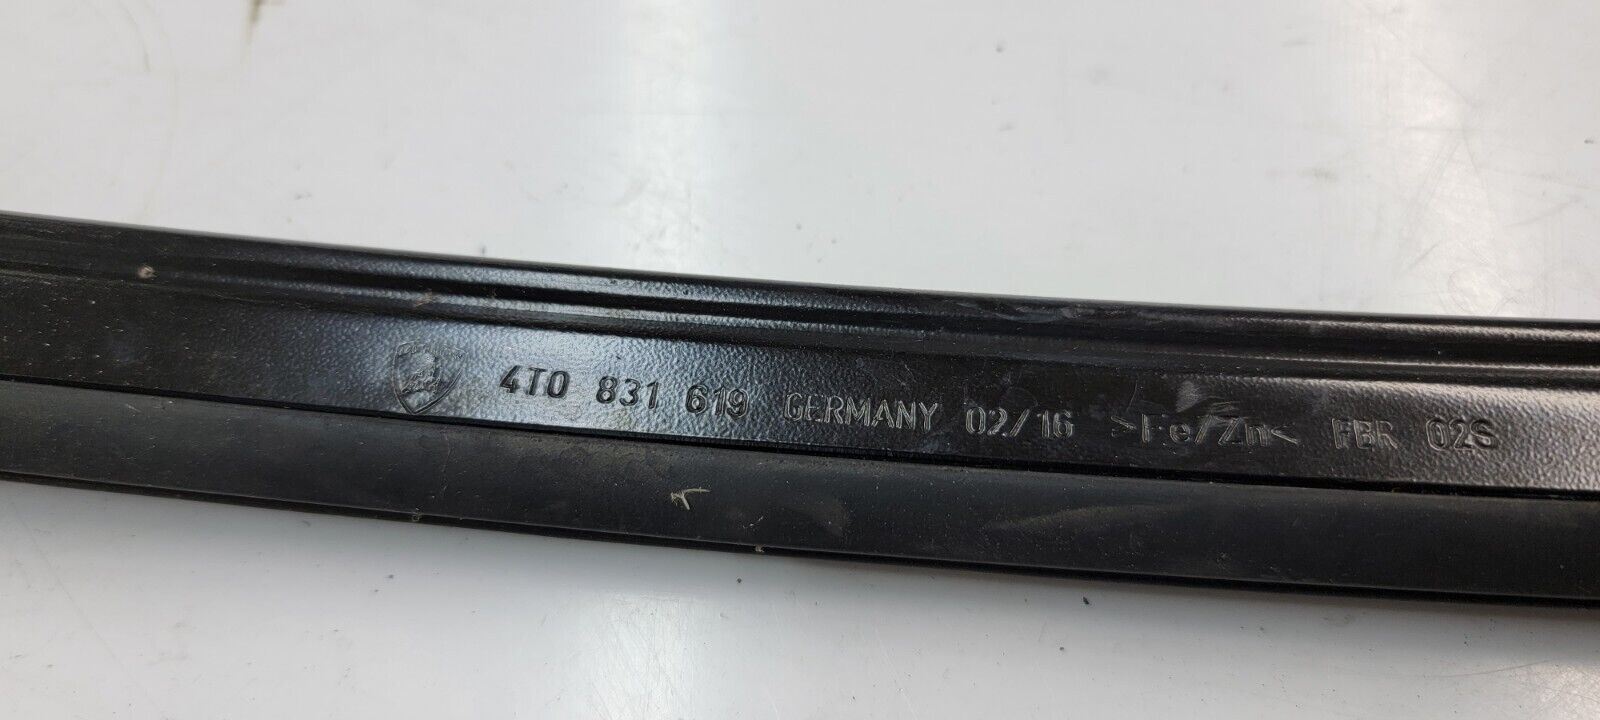 4T0 831 619 GERMANY 02/16 >Fe/Zn< FBR 02S